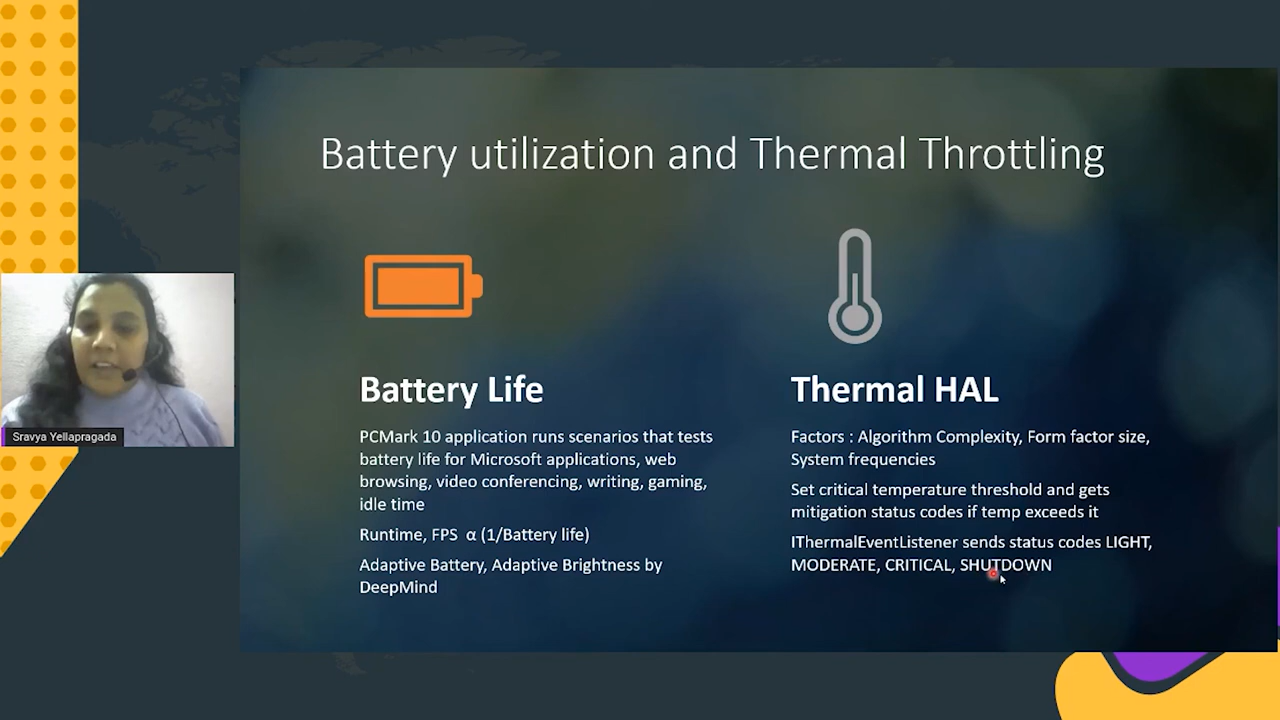 Battery utilization and Thermal Throttling
Battery Life
PCMark 10 application runs scenarios that tests
battery life for Microsoft applications, web
browsing, video conferencing, writing, gaming,
idle time
Runtime, FPS α (1/Battery life)
Adaptive Battery, Adaptive Brightness by
DeepMind
Thermal HAL
Factors : Algorithm Complexity, Form factor size,
System frequencies
Set critical temperature threshold and gets
mitigation status codes if temp exceeds it
IThermalEventListener sends status codes LIGHT,
MODERATE, CRITICAL, SHUTDOWN
Sravya Yellapragada